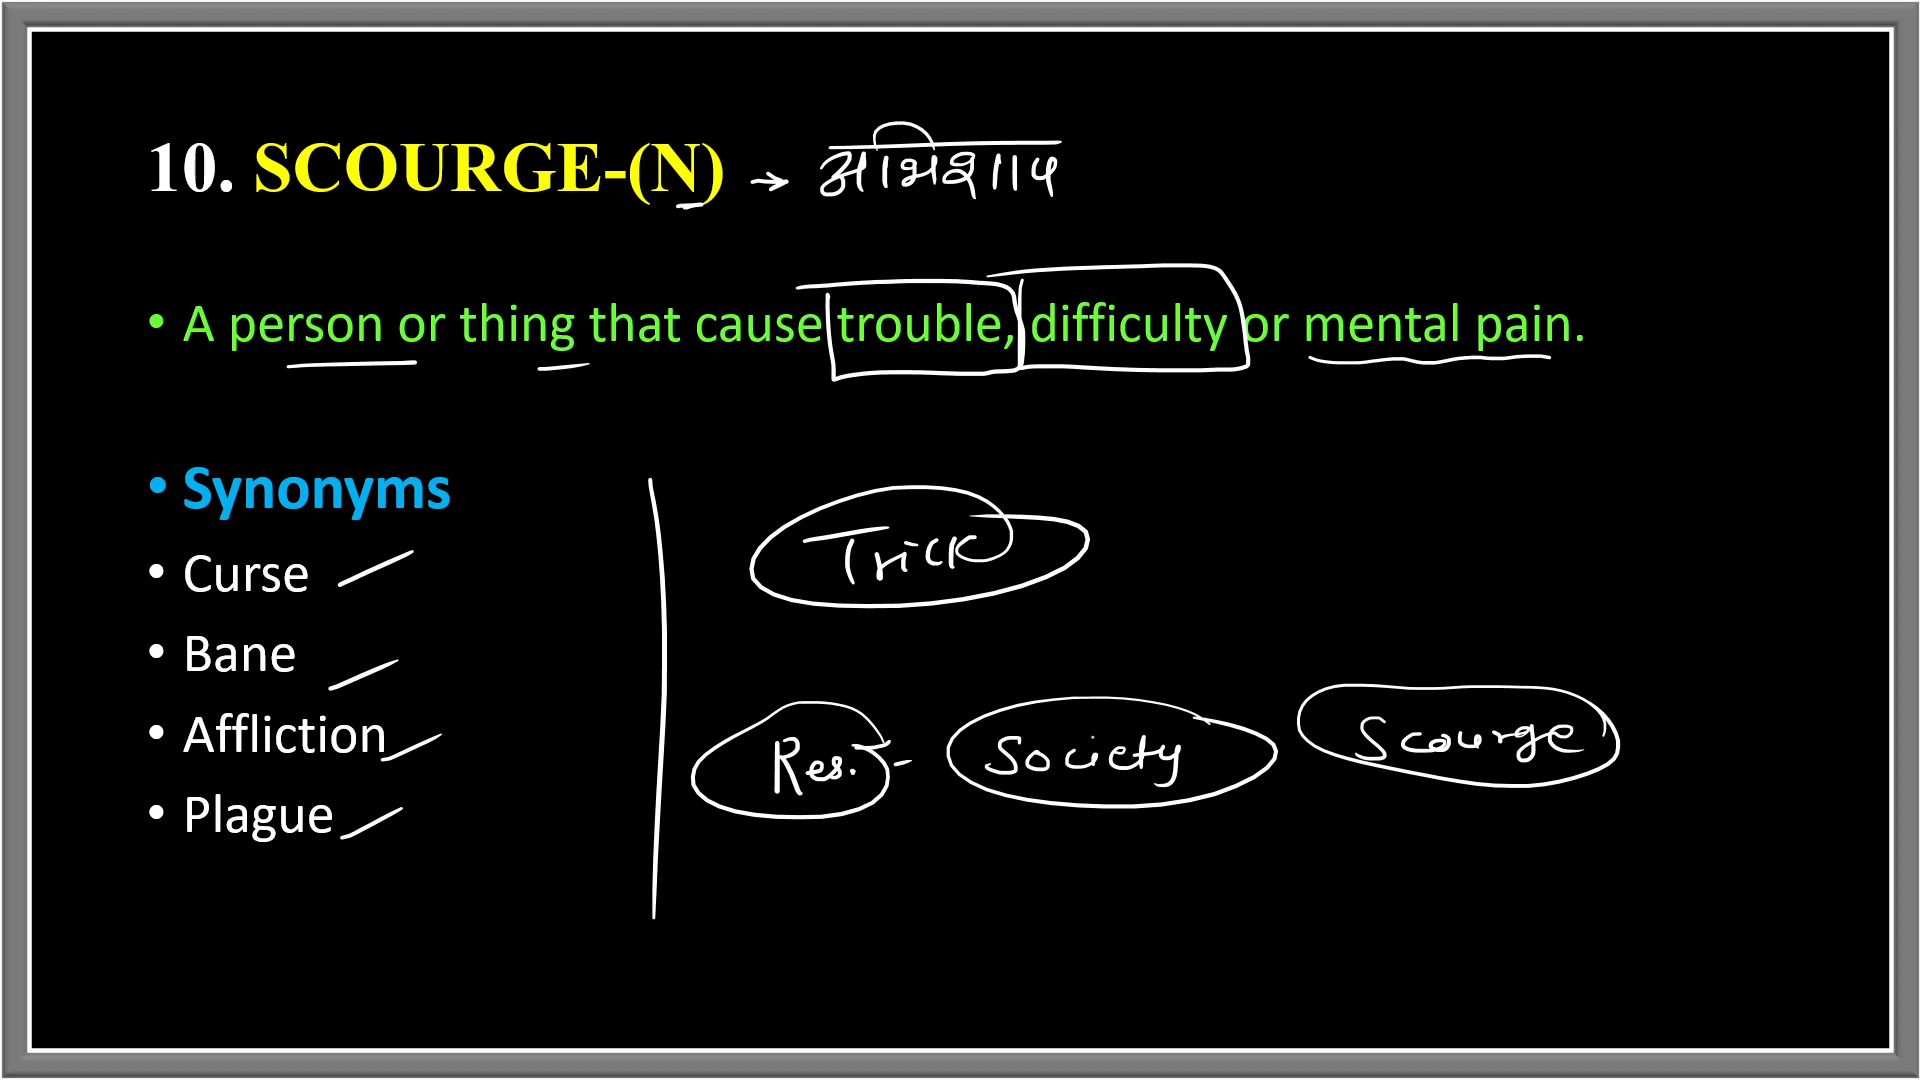 10. SCOURGE-(N) → अभिशाप
• A person or thing that cause trouble, difficulty or mental pain.
• Synonyms
• Curse
• Bane
• Affliction
• Plague
Trick
Res. - Society Scourge